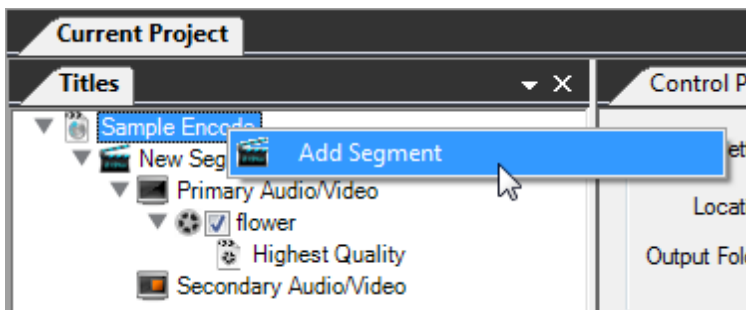 Current Project
Titles
Control P
Sample Encode
Add Segment
New Seg
et
Primary Audio/Video
Locat
flower
Highest Quality
Output Fol
Secondary Audio/Video